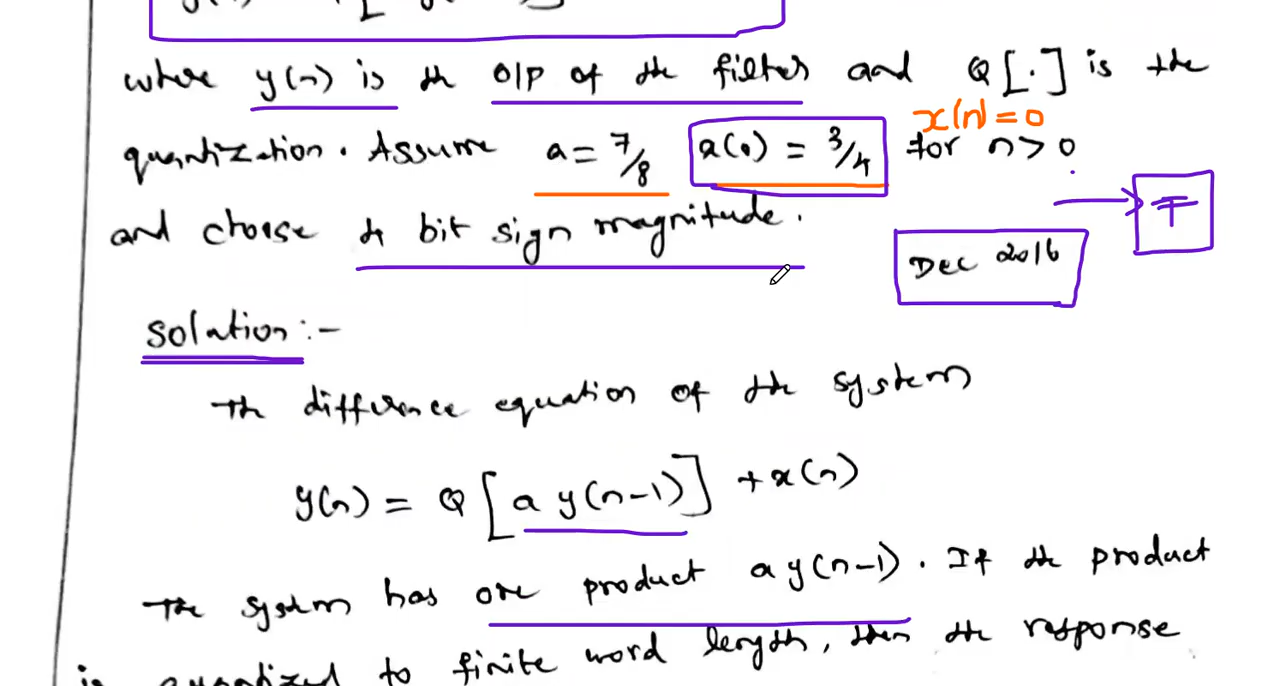 where y(n) is the O/P of the filter and Q[.] is the
x(n)=0
quantization. Assume a = 7/8 x(0) = 3/4 for n > 0
and choose 4 bit sign magnitude.
T
Dec 2016
Solution:-
The difference equation of the system
y(n) = Q [a y(n-1)] + x(n)
The system has one product a y(n-1). If the product
is quantized to finite word length, then the response